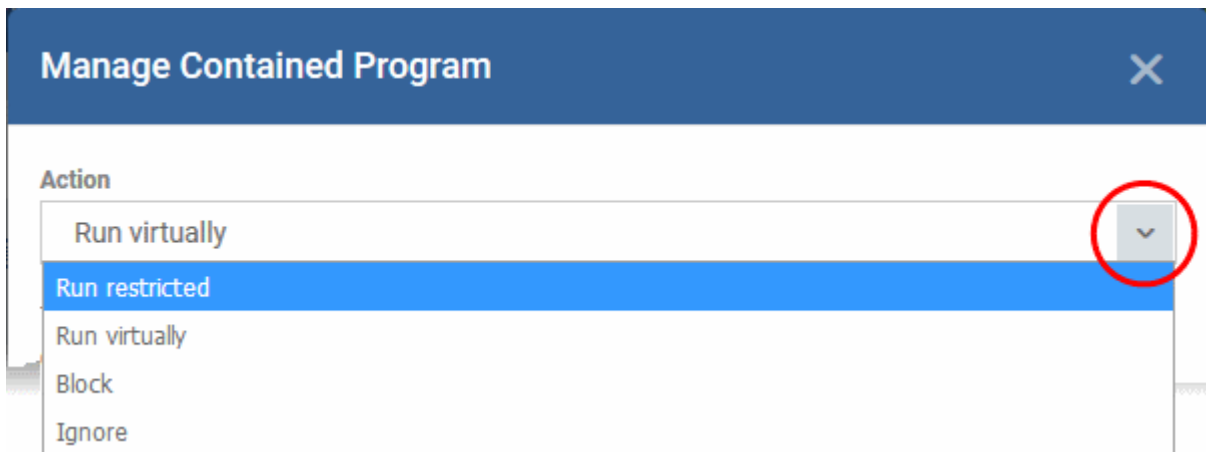 Manage Contained Program
Action
Run virtually
Run restricted
Run virtually
Block
Ignore